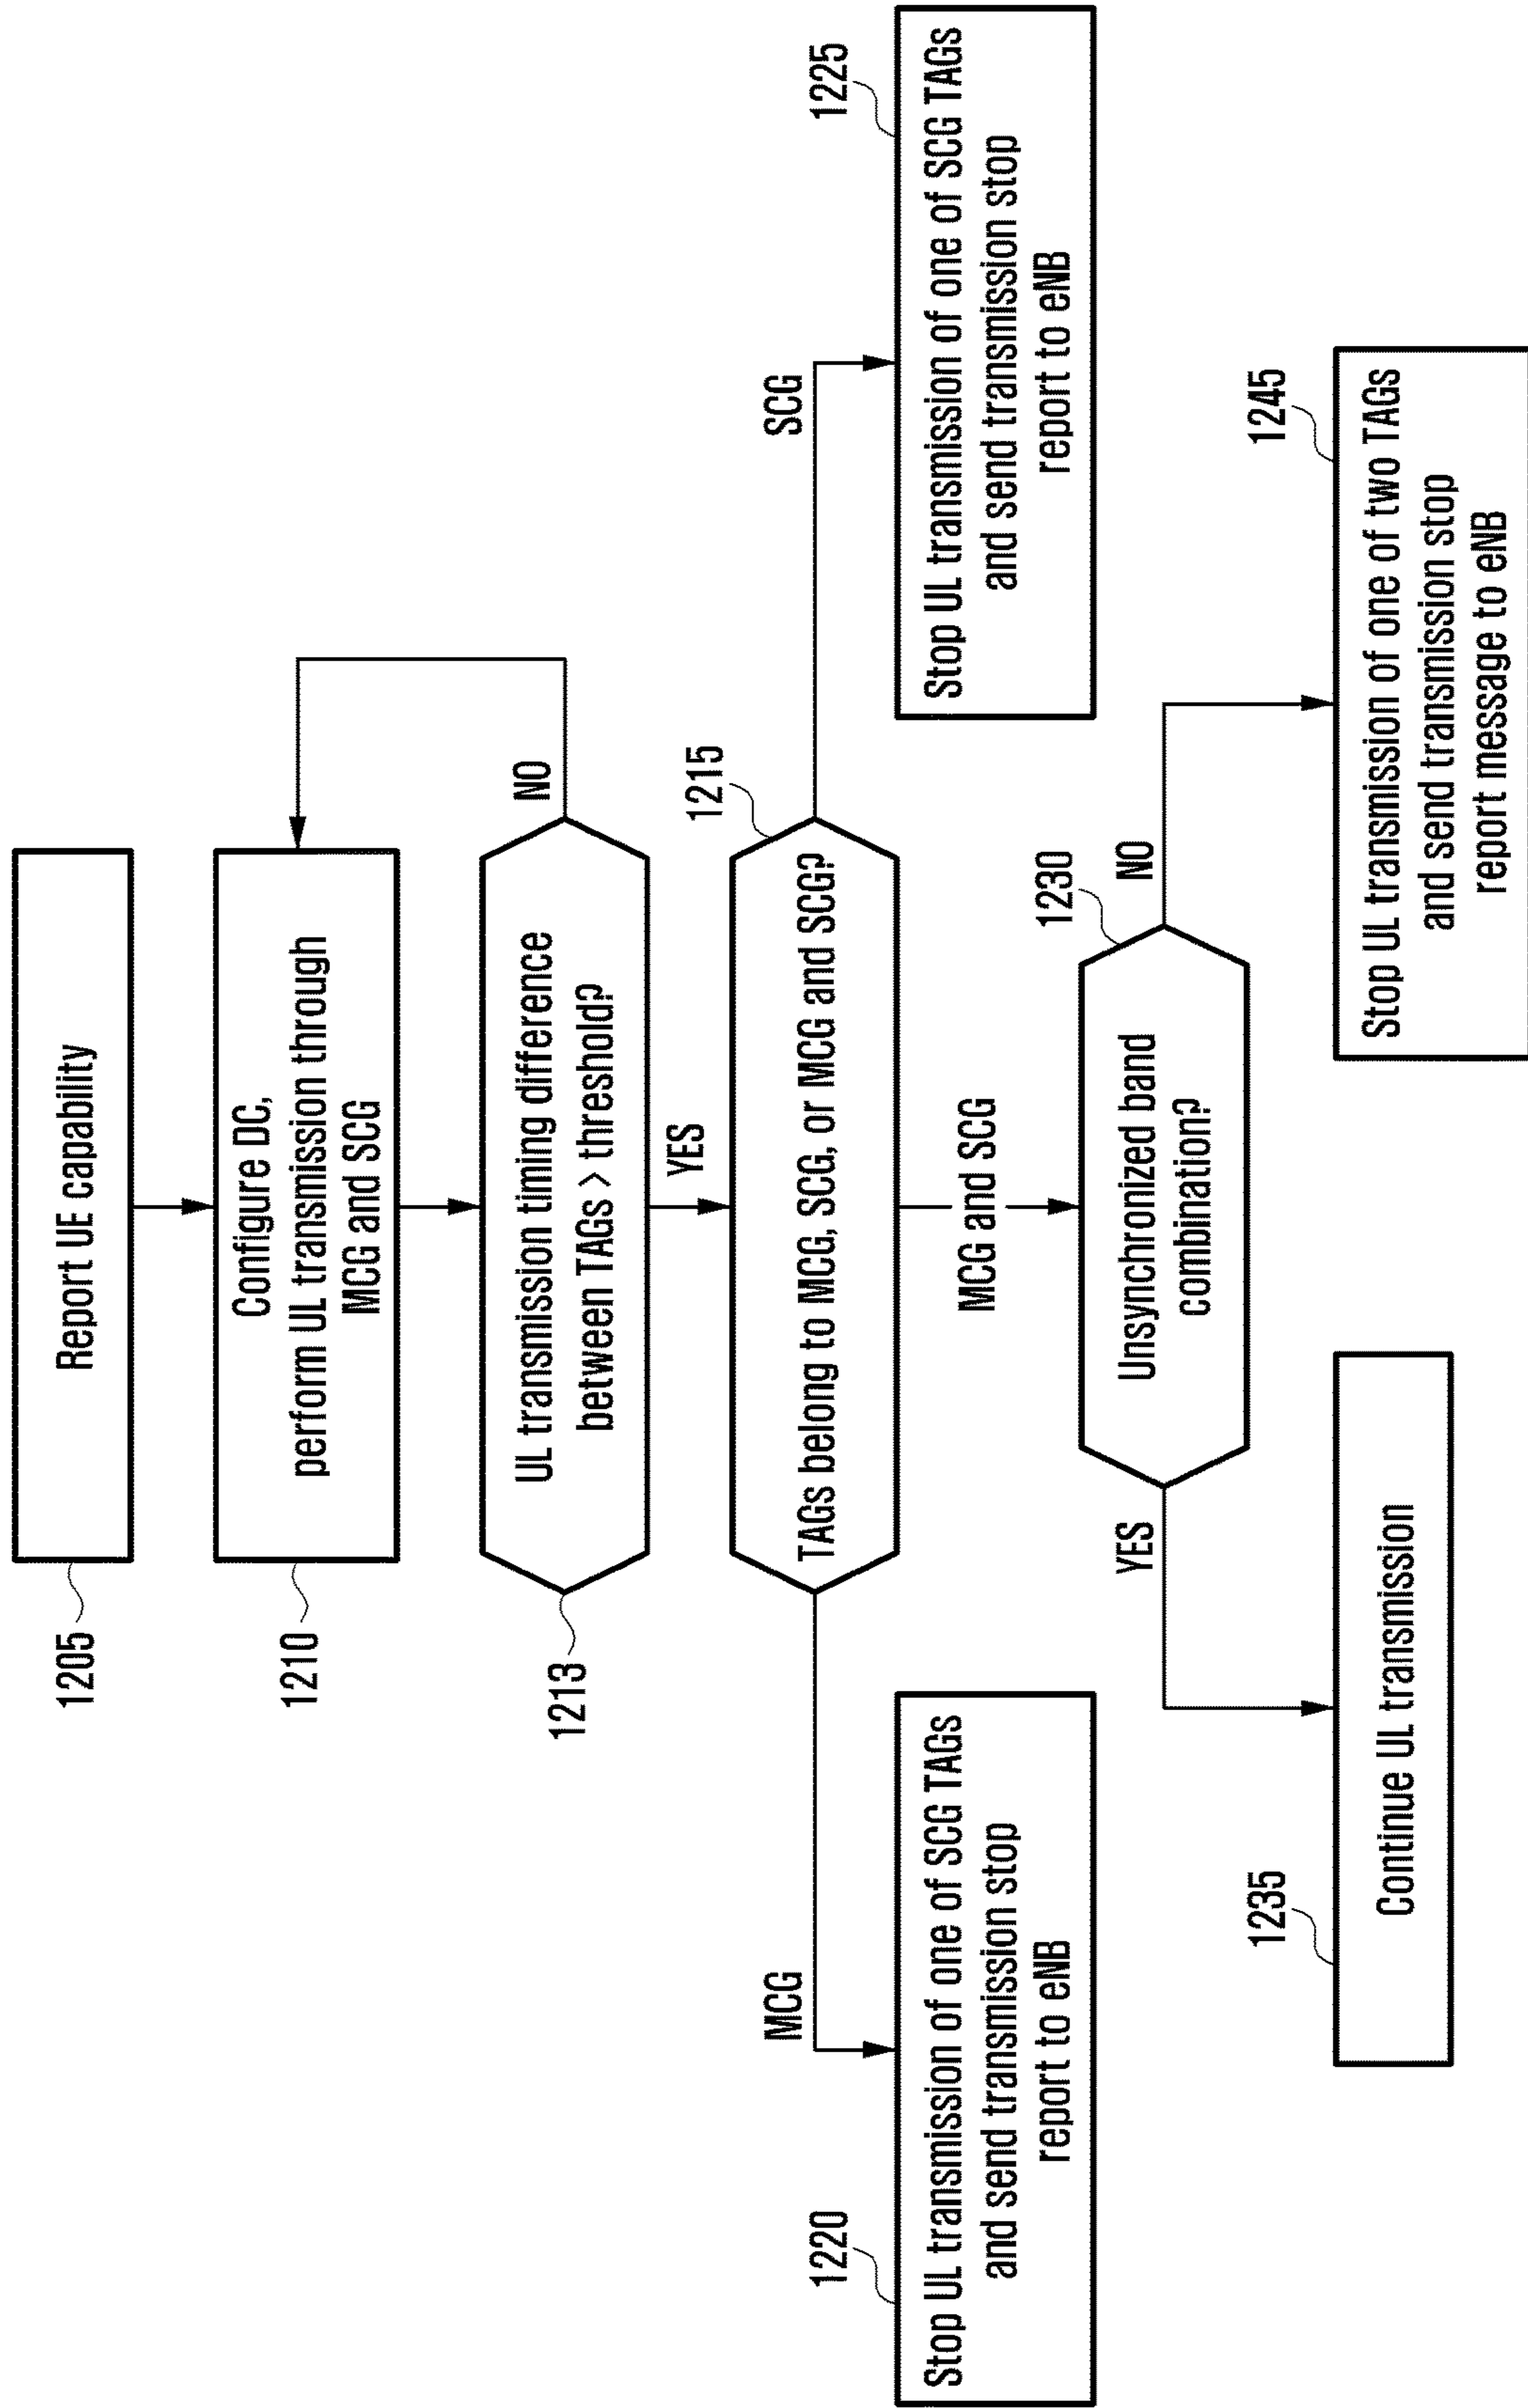 1205
Report UE capability
1210
Configure DC,
perform UL transmission through
MCG and SCG
1213
UL transmission timing difference
between TAGs > threshold?
NO
YES
1215
TAGs belong to MCG, SCG, or MCG and SCG?
MCG
SCG
MCG and SCG
1220
Stop UL transmission of one of SCG TAGs
and send transmission stop
report to eNB
1225
Stop UL transmission of one of SCG TAGs
and send transmission stop
report to eNB
1230
Unsynchronized band
combination?
YES
NO
1235
Continue UL transmission
1245
Stop UL transmission of one of two TAGs
and send transmission stop
report message to eNB